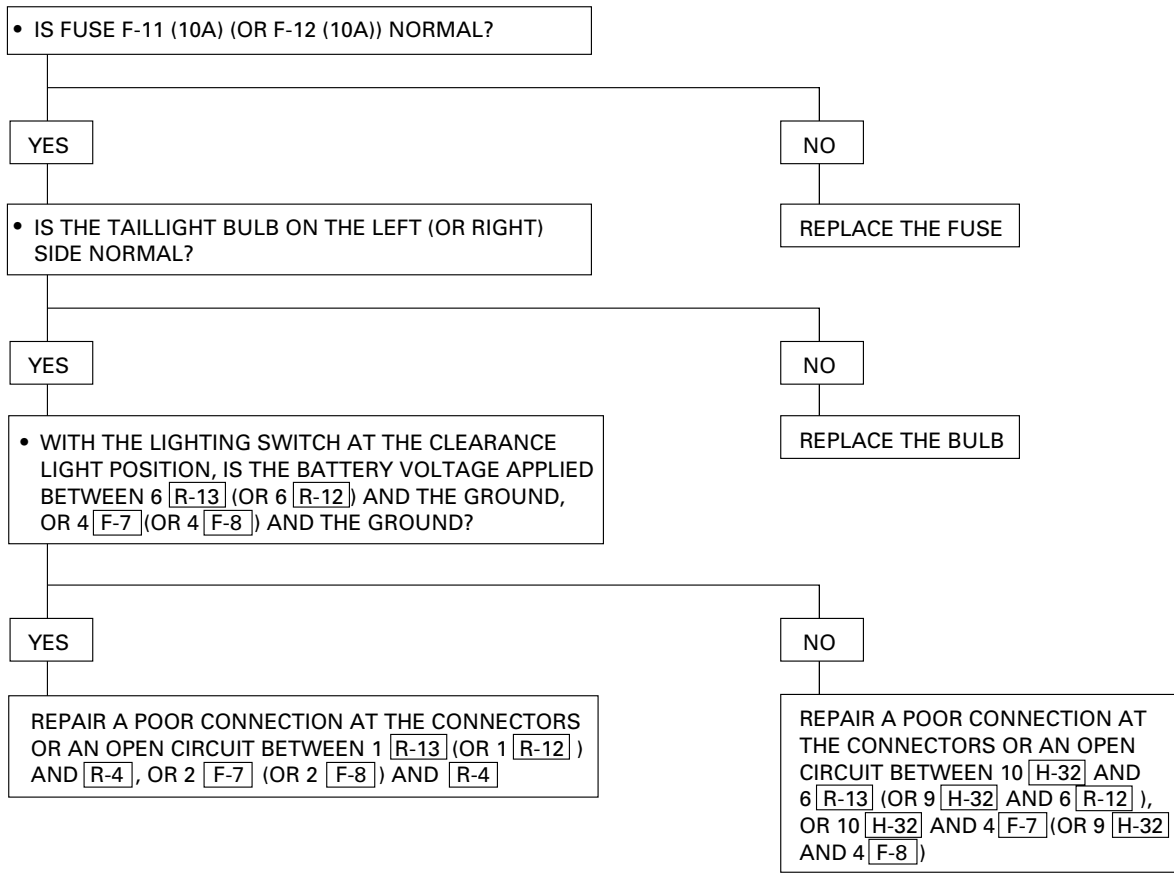 • IS FUSE F-11 (10A) (OR F-12 (10A)) NORMAL?
YES
NO
• IS THE TAILLIGHT BULB ON THE LEFT (OR RIGHT)
SIDE NORMAL?
REPLACE THE FUSE
YES
NO
• WITH THE LIGHTING SWITCH AT THE CLEARANCE
LIGHT POSITION, IS THE BATTERY VOLTAGE APPLIED
BETWEEN 6 R-13 (OR 6 R-12) AND THE GROUND,
OR 4 F-7 (OR 4 F-8) AND THE GROUND?
REPLACE THE BULB
YES
NO
REPAIR A POOR CONNECTION AT THE CONNECTORS
OR AN OPEN CIRCUIT BETWEEN 1 R-13 (OR 1 R-12)
AND R-4, OR 2 F-7 (OR 2 F-8) AND R-4
REPAIR A POOR CONNECTION AT
THE CONNECTORS OR AN OPEN
CIRCUIT BETWEEN 10 H-32 AND
6 R-13 (OR 9 H-32 AND 6 R-12),
OR 10 H-32 AND 4 F-7 (OR 9 H-32
AND 4 F-8)